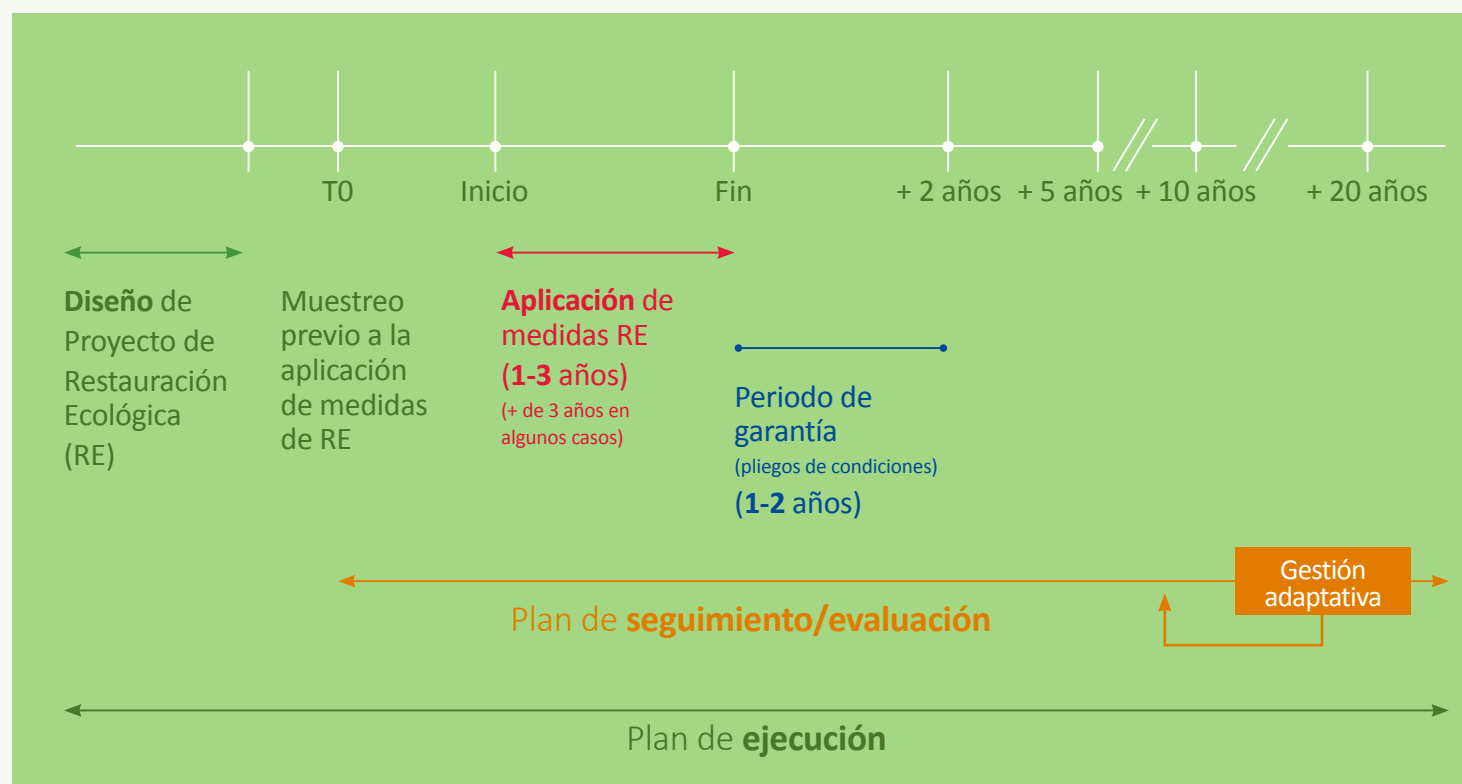 T0
Inicio
Fin
+ 2 años
+ 5 años
+ 10 años
+ 20 años
Diseño de
Proyecto de
Restauración
Ecológica
(RE)
Muestreo
previo a la
aplicación
de medidas
de RE
Aplicación de
medidas RE
(1-3 años)
(+ de 3 años en
algunos casos)
Periodo de
garantía
(pliegos de condiciones)
(1-2 años)
Gestión
adaptativa
Plan de seguimiento/evaluación
Plan de ejecución